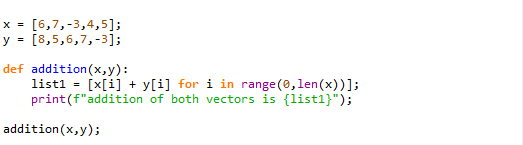 x = [6,7,-3,4,5];
y = [8,5,6,7,-3];
def addition(x,y):
    list1 = [x[i] + y[i] for i in range(0,len(x))];
    print(f"addition of both vectors is {list1}");
addition(x,y);